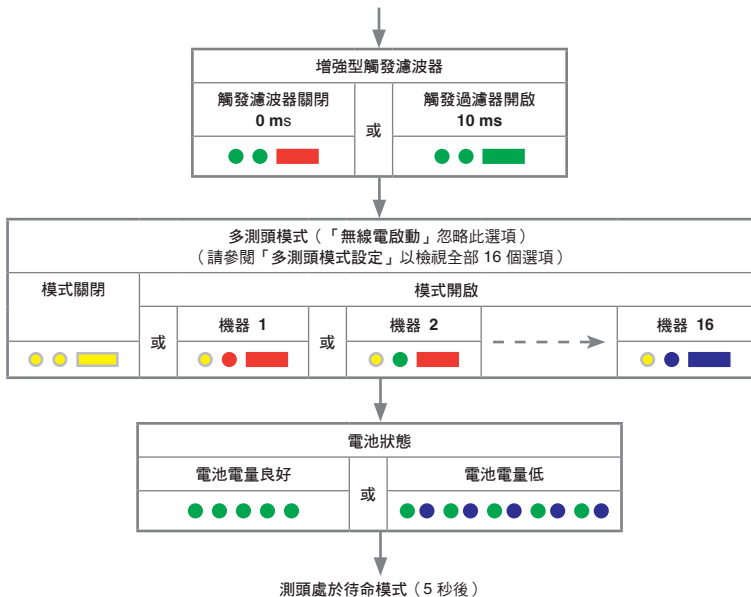 增強型觸發濾波器
觸發濾波器關閉
0 ms
或
觸發過濾器開啟
10 ms
多測頭模式（「無線電啟動」忽略此選項）
（請參閱「多測頭模式設定」以檢視全部 16 個選項）
模式關閉
模式開啟
或
機器 1
或
機器 2
機器 16
電池狀態
電池電量良好
或
電池電量低
測頭處於待命模式（5 秒後）